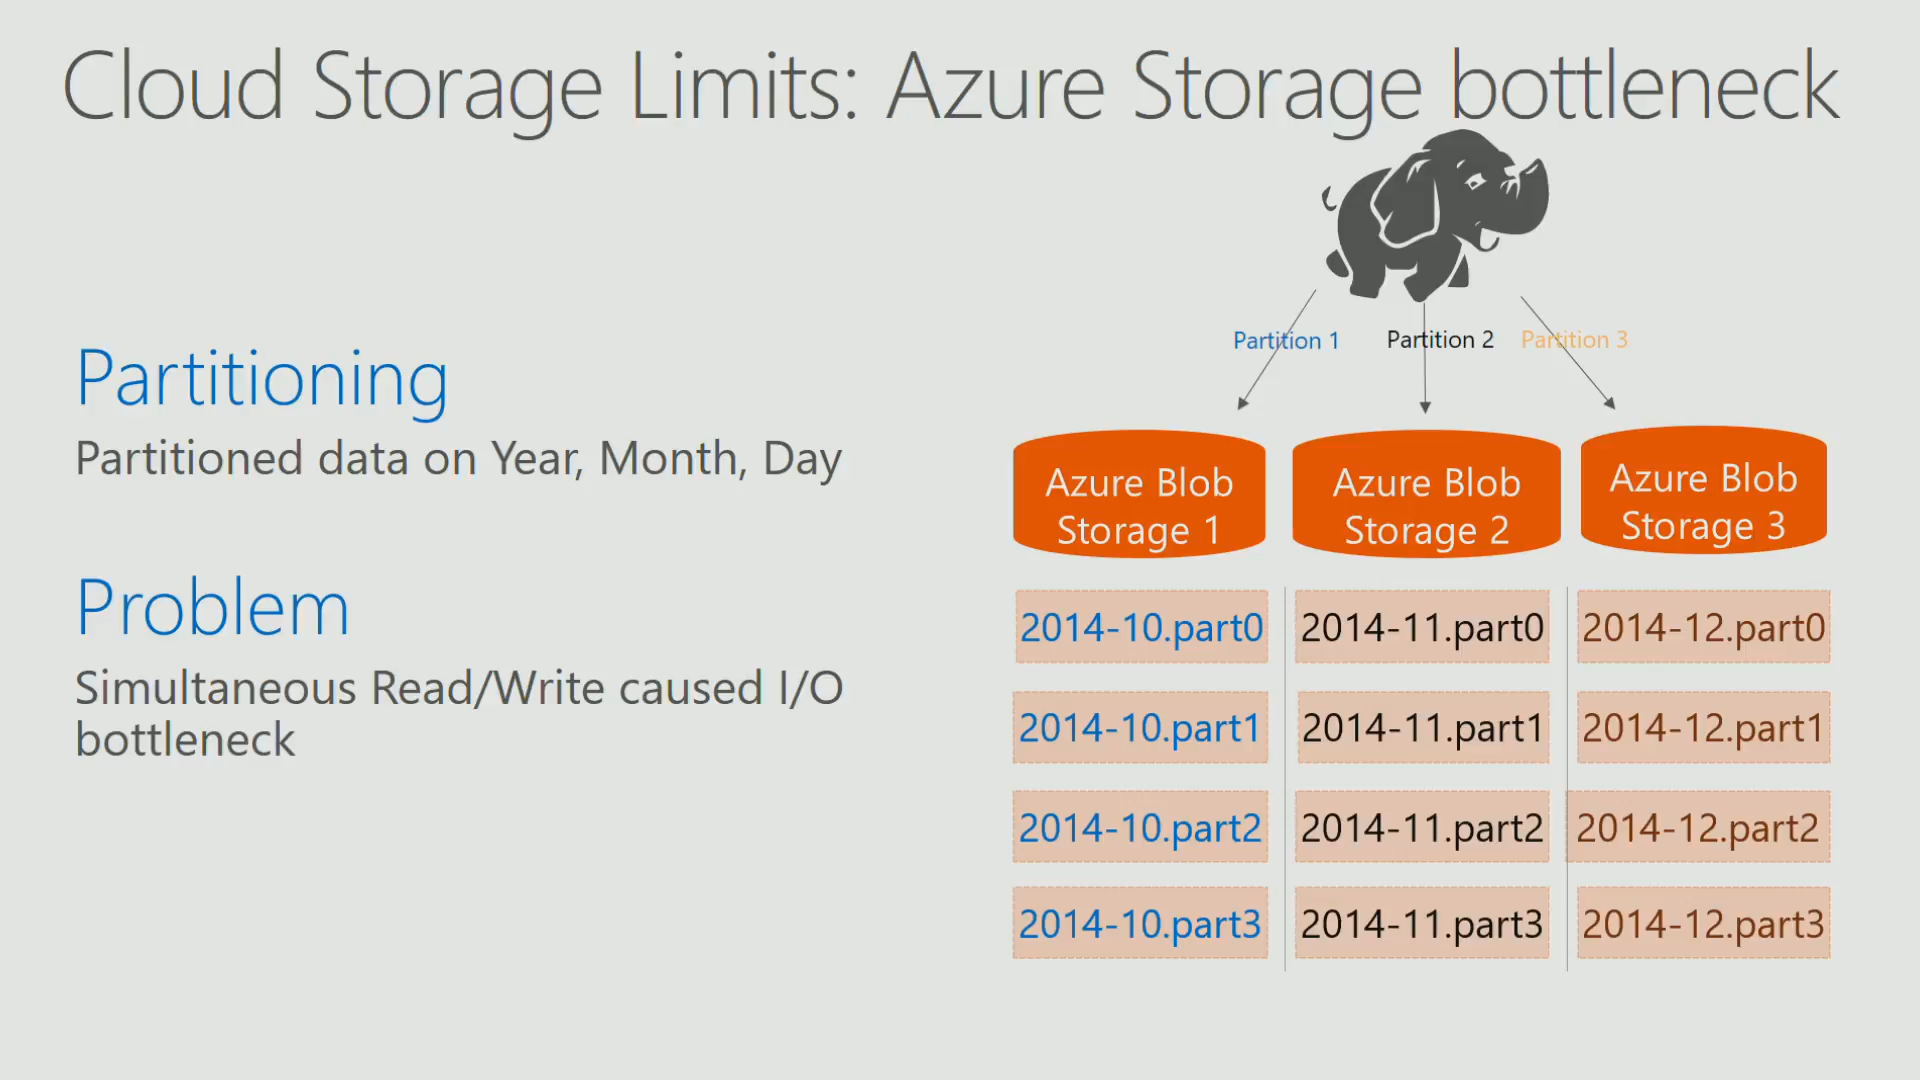 Cloud Storage Limits: Azure Storage bottleneck
Partitioning
Partitioned data on Year, Month, Day
Problem
Simultaneous Read/Write caused I/O
bottleneck
Partition 1
Partition 2
Partition 3
Azure Blob
Storage 1
Azure Blob
Storage 2
Azure Blob
Storage 3
2014-10.part0
2014-11.part0
2014-12.part0
2014-10.part1
2014-11.part1
2014-12.part1
2014-10.part2
2014-11.part2
2014-12.part2
2014-10.part3
2014-11.part3
2014-12.part3